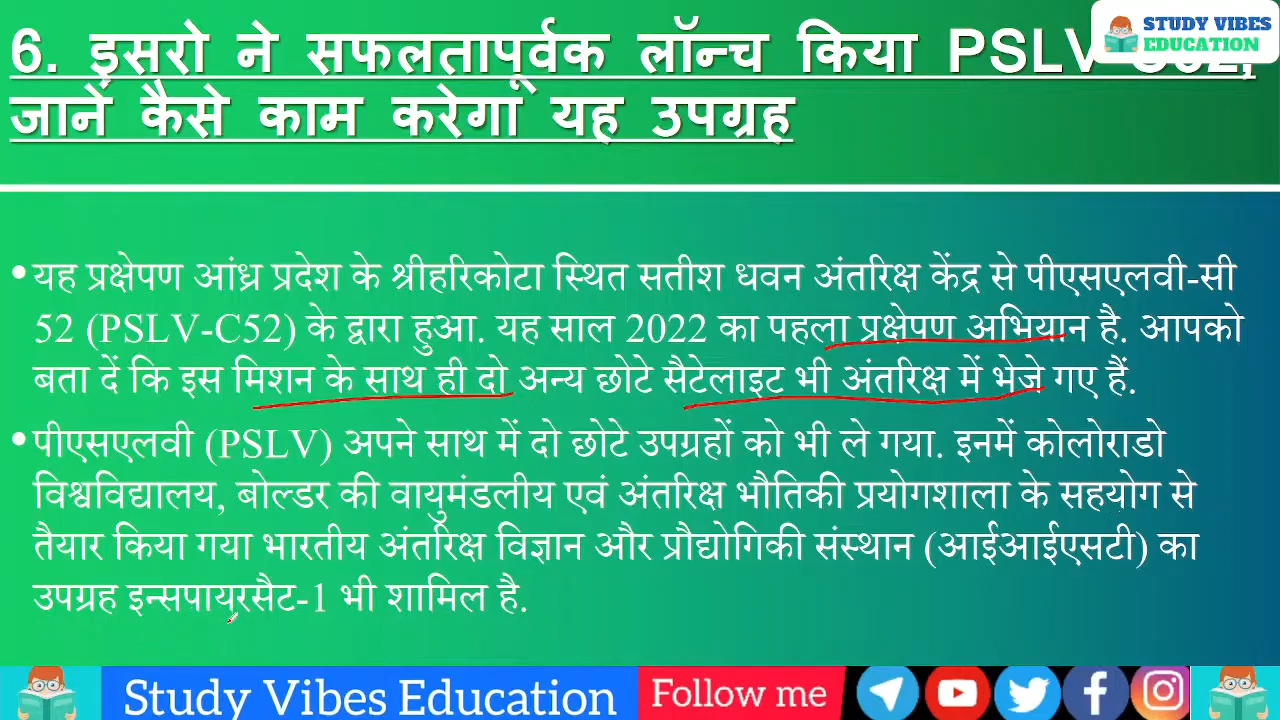 6. इसरो ने सफलतापूर्वक लॉन्च किया PSLV
जानें कैसे काम करेगा यह उपग्रह
STUDY VIBES
EDUCATION
•यह प्रक्षेपण आंध्र प्रदेश के श्रीहरिकोटा स्थित सतीश धवन अंतरिक्ष केंद्र से पीएसएलवी-सी
52 (PSLV-C52) के द्वारा हुआ. यह साल 2022 का पहला प्रक्षेपण अभियान है. आपको
बता दें कि इस मिशन के साथ ही दो अन्य छोटे सैटेलाइट भी अंतरिक्ष में भेजे गए हैं.
•पीएसएलवी (PSLV) अपने साथ में दो छोटे उपग्रहों को भी ले गया. इनमें कोलोराडो
विश्वविद्यालय, बोल्डर की वायुमंडलीय एवं अंतरिक्ष भौतिकी प्रयोगशाला के सहयोग से
तैयार किया गया भारतीय अंतरिक्ष विज्ञान और प्रौद्योगिकी संस्थान (आईआईएसटी) का
उपग्रह इन्सपायरसैट-1 भी शामिल है.
Study Vibes Education
Follow me